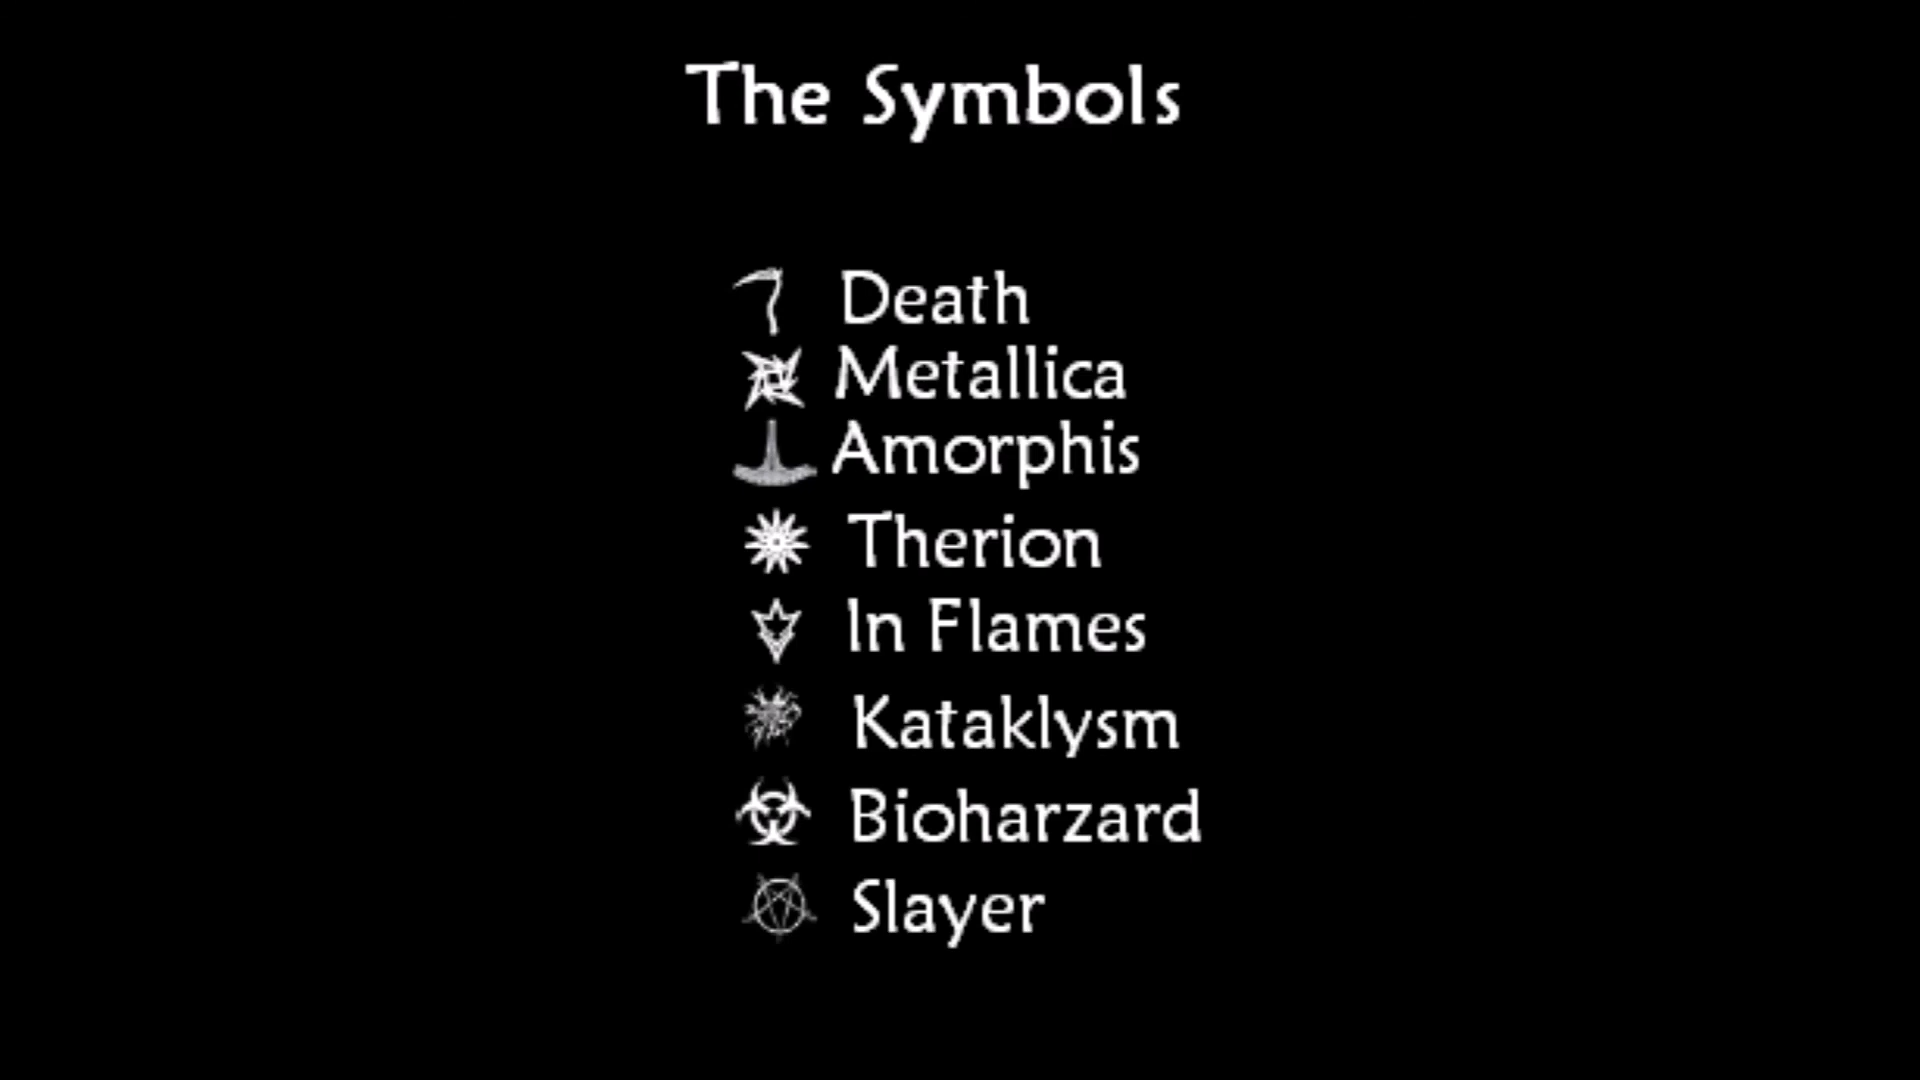 The Symbols
Death
Metallica
Amorphis
Therion
In Flames
Kataklysm
Bioharzard
Slayer